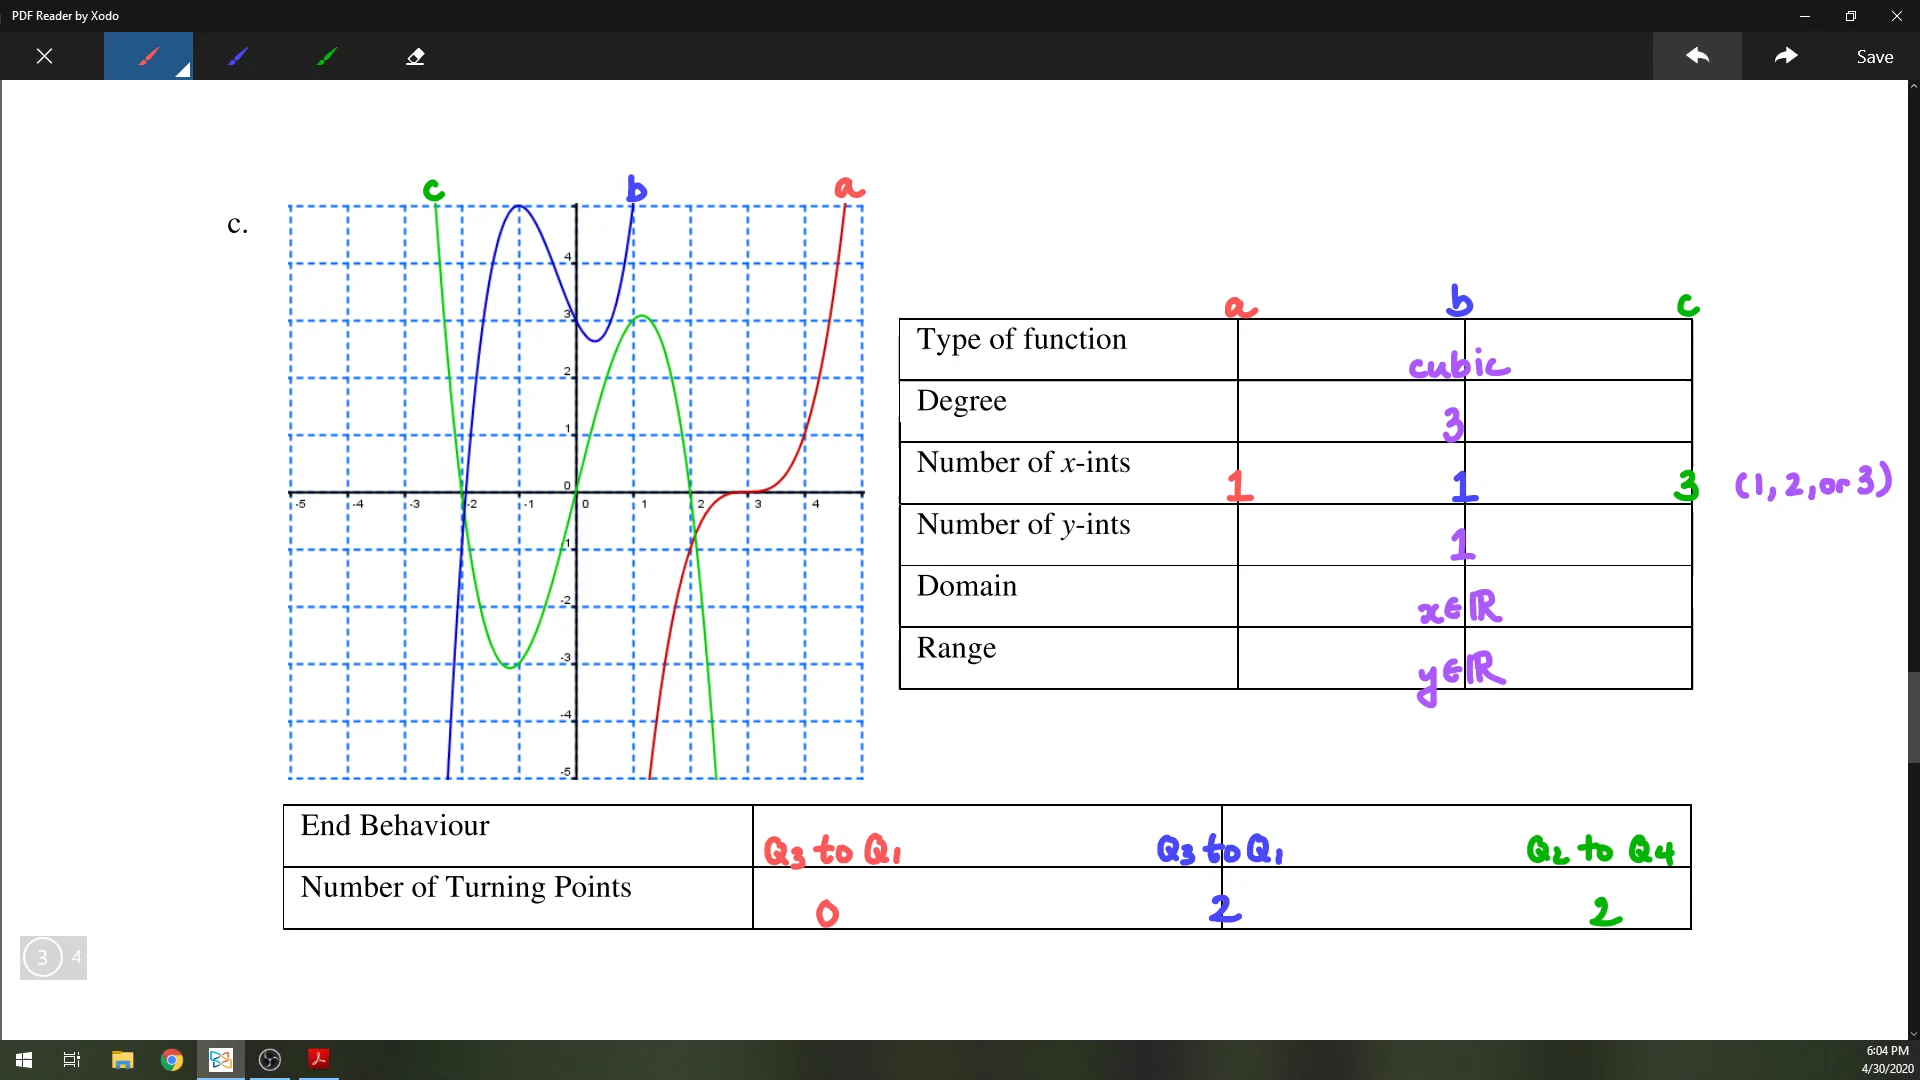 PDF Reader by Xodo
Save
c b a
c.
4
3
2
1
0
-5 -4 -3 -2 -1 0 1 2 3 4
-1
-2
-3
-4
-5
a b c
Type of function
cubic
Degree
3
Number of x-ints
1 1 3 (1, 2, or 3)
Number of y-ints
1
Domain
x∈ℝ
Range
y∈ℝ
End Behaviour
Q3 to Q1 Q3 to Q1 Q2 to Q4
Number of Turning Points
0 2 2
3 4
6:04 PM
4/30/2020